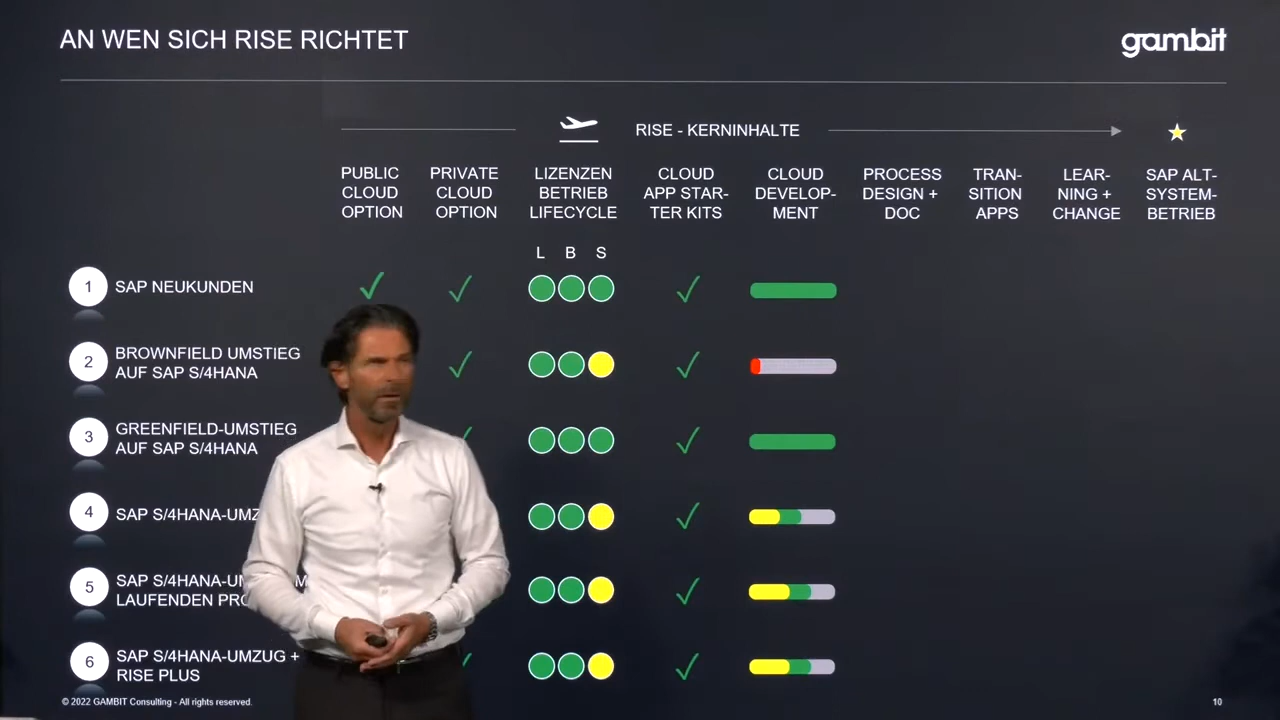 AN WEN SICH RISE RICHTET
gambit
RISE - KERNINHALTE
PUBLIC
CLOUD
OPTION
PRIVATE
CLOUD
OPTION
LIZENZEN
BETRIEB
LIFECYCLE
CLOUD
APP STAR-
TER KITS
CLOUD
DEVELOP-
MENT
PROCESS
DESIGN +
DOC
TRAN-
SITION
APPS
LEAR-
NING +
CHANGE
SAP ALT-
SYSTEM-
BETRIEB
L B S
1 SAP NEUKUNDEN
2 BROWNFIELD UMSTIEG
AUF SAP S/4HANA
3 GREENFIELD-UMSTIEG
AUF SAP S/4HANA
4 SAP S/4HANA-UMZ
5 SAP S/4HANA-UM
LAUFENDEN PRO
6 SAP S/4HANA-UMZUG +
RISE PLUS
© 2022 GAMBIT Consulting - All rights reserved.
10